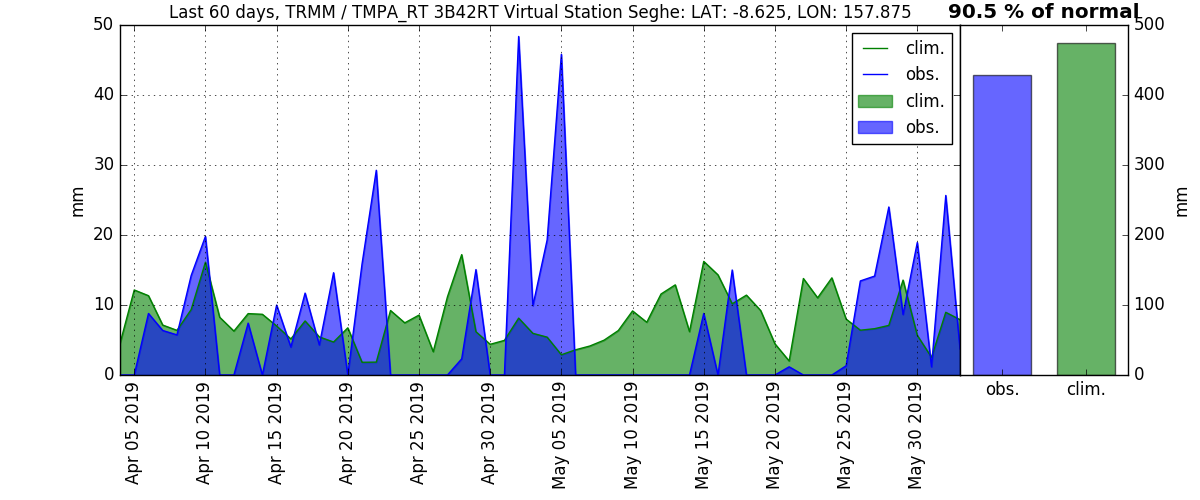 Last 60 days, TRMM / TMPA_RT 3B42RT Virtual Station Seghe: LAT: -8.625, LON: 157.875
90.5 % of normal
50
40
30
20
10
0
mm
clim.
obs.
clim.
obs.
500
400
300
200
100
0
mm
Apr 05 2019
Apr 10 2019
Apr 15 2019
Apr 20 2019
Apr 25 2019
Apr 30 2019
May 05 2019
May 10 2019
May 15 2019
May 20 2019
May 25 2019
May 30 2019
obs.
clim.